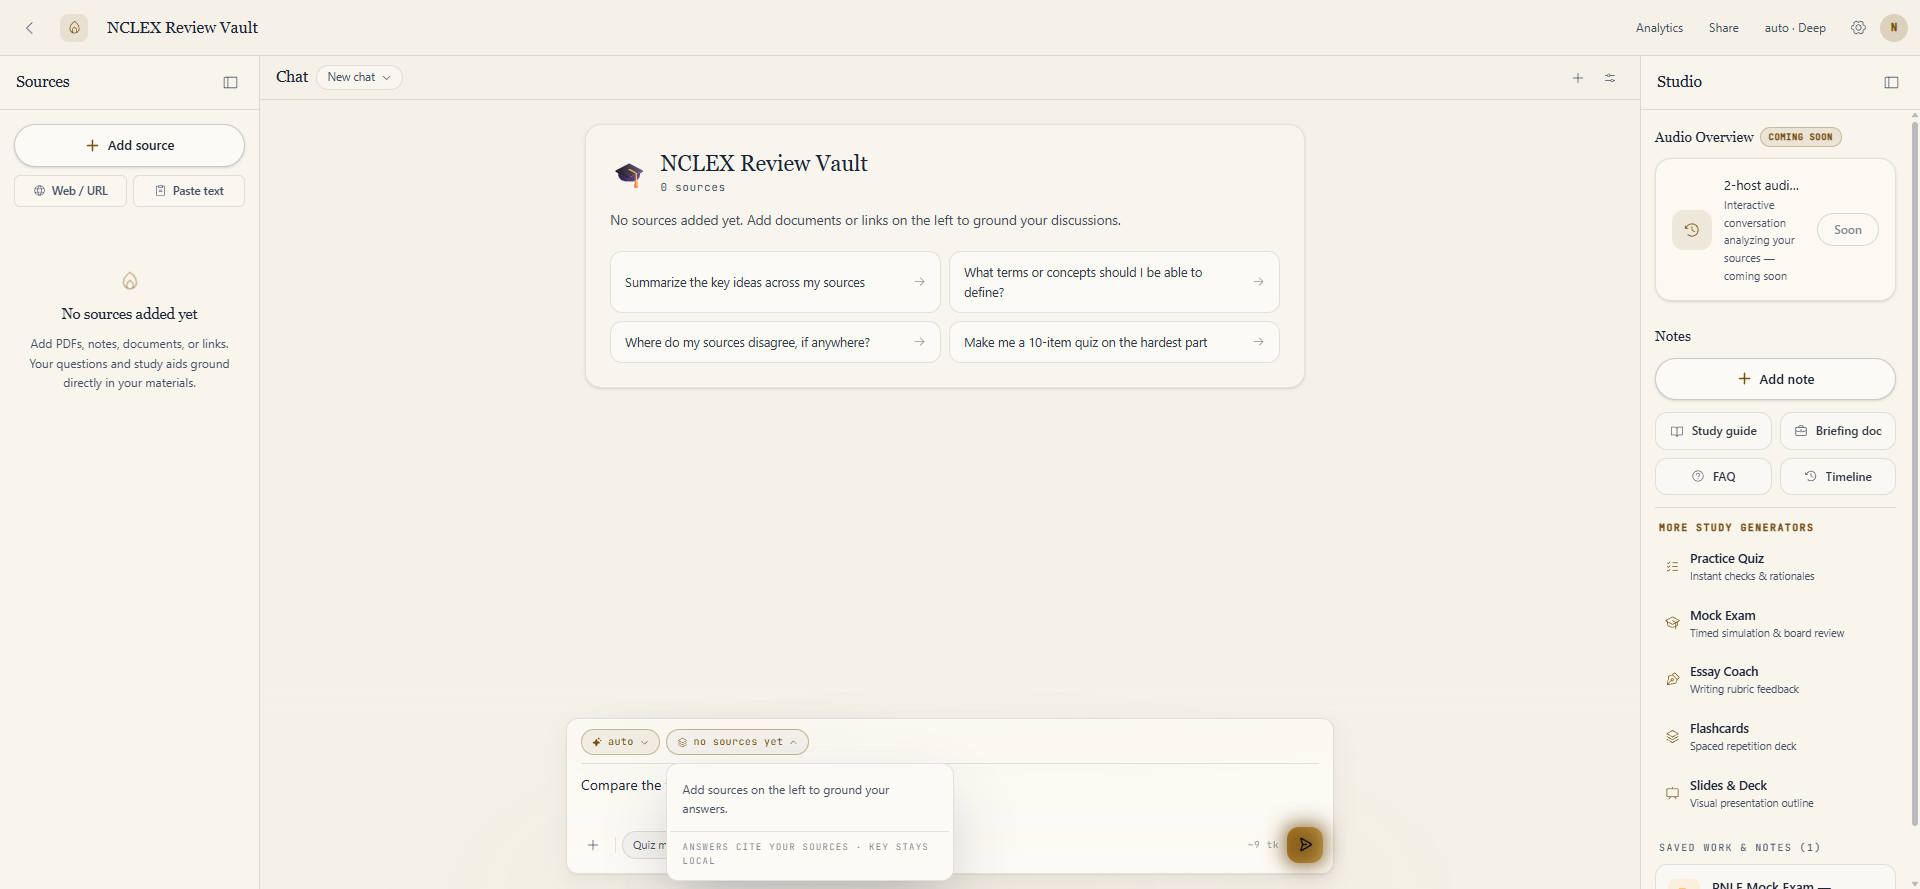 NCLEX Review Vault
Analytics
Share
auto · Deep
N
Sources
Add source
Web / URL
Paste text
No sources added yet
Add PDFs, notes, documents, or links.
Your questions and study aids ground
directly in your materials.
Chat
New chat
NCLEX Review Vault
0 sources
No sources added yet. Add documents or links on the left to ground your discussions.
Summarize the key ideas across my sources
What terms or concepts should I be able to
define?
Where do my sources disagree, if anywhere?
Make me a 10-item quiz on the hardest part
auto
no sources yet
Compare the
Add sources on the left to ground your
answers.
ANSWERS CITE YOUR SOURCES · KEY STAYS
LOCAL
Quiz m
~9 tk
Studio
Audio Overview
COMING SOON
2-host audi...
Interactive
conversation
analyzing your
sources —
coming soon
Soon
Notes
Add note
Study guide
Briefing doc
FAQ
Timeline
MORE STUDY GENERATORS
Practice Quiz
Instant checks & rationales
Mock Exam
Timed simulation & board review
Essay Coach
Writing rubric feedback
Flashcards
Spaced repetition deck
Slides & Deck
Visual presentation outline
SAVED WORK & NOTES (1)
PNLE Mock Exam —